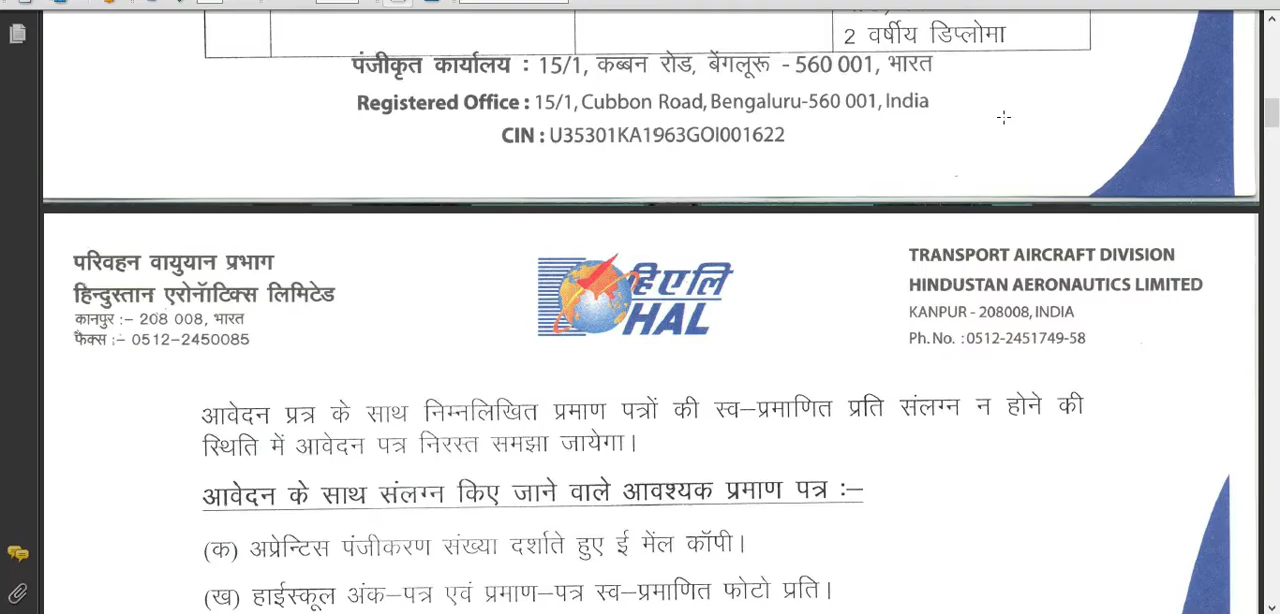 2 वर्षीय डिप्लोमा
पंजीकृत कार्यालय : 15/1, कब्बन रोड, बेंगलूरू - 560 001, भारत
Registered Office : 15/1, Cubbon Road, Bengaluru-560 001, India
CIN : U35301KA1963GOI001622
परिवहन वायुयान प्रभाग
हिन्दुस्तान एरोनॅाटिक्स लिमिटेड
कानपुर :- 208 008, भारत
फैक्स :- 0512-2450085
हिएलि
HAL
TRANSPORT AIRCRAFT DIVISION
HINDUSTAN AERONAUTICS LIMITED
KANPUR - 208008, INDIA
Ph. No. :0512-2451749-58
आवेदन प्रत्र के साथ निम्नलिखित प्रमाण पत्रों की स्व-प्रमाणित प्रति संलग्न न होने की
स्थिति में आवेदन पत्र निरस्त समझा जायेगा।
आवेदन के साथ संलग्न किए जाने वाले आवश्यक प्रमाण पत्र :-
(क) अप्रेन्टिस पंजीकरण संख्या दर्शाते हुए ई मेंल कॉपी।
(ख) हाईस्कूल अंक-पत्र एवं प्रमाण-पत्र स्व-प्रमाणित फोटो प्रति।